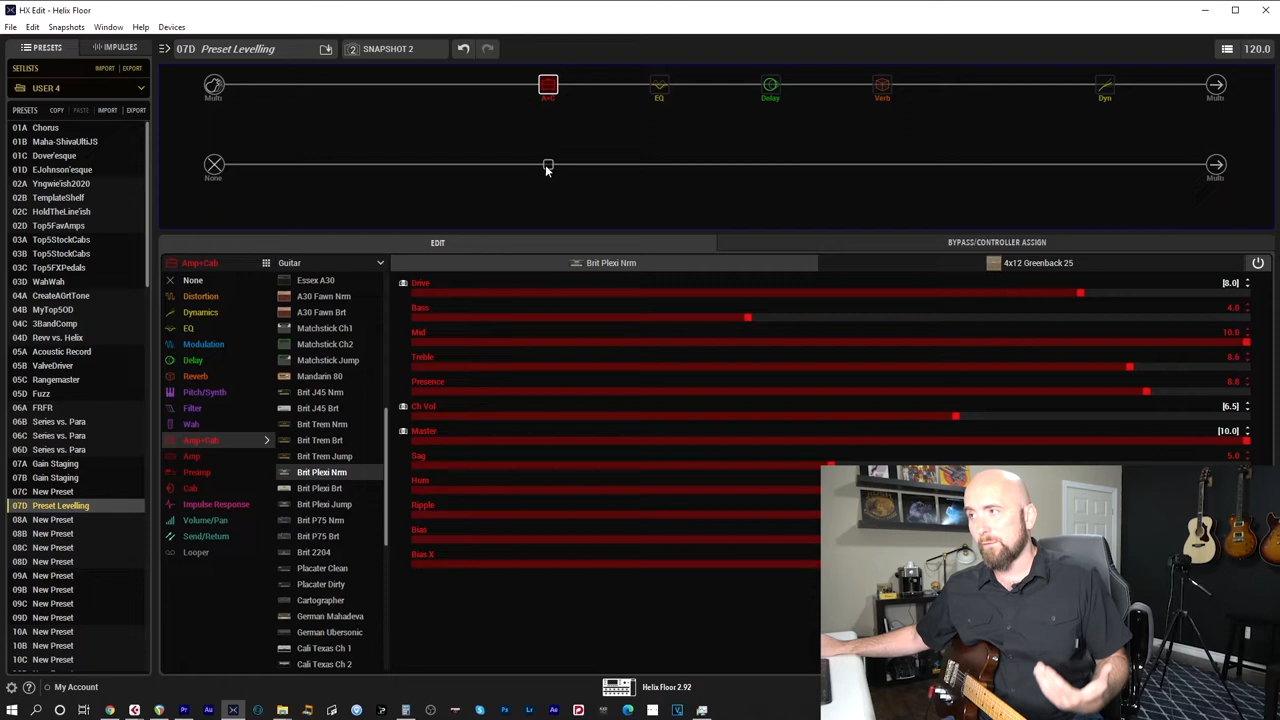 HX Edit - Helix Floor
File Edit Snapshots Window Help Devices
PRESETS IMPULSES
07D Preset Levelling
2 SNAPSHOT 2
120.0
SETLISTS IMPORT EXPORT
USER 4
PRESETS COPY PASTE IMPORT EXPORT
01A Chorus
01B Maha-ShivaUltiJS
01C Dover'esque
01D EJohnson'esque
02A Yngwie'ish2020
02B TemplateShelf
02C HoldTheLine'ish
02D Top5FavAmps
03A Top5StockCabs
03B Top5StockCabs
03C Top5FXPedals
03D WahWah
04A CreateAGrtTone
04B MyTop5OD
04C 3BandComp
04D Revv vs. Helix
05A Acoustic Record
05B ValveDriver
05C Rangemaster
05D Fuzz
06A FRFR
06B Series vs. Para
06C Series vs. Para
06D Series vs. Para
07A Gain Staging
07B Gain Staging
07C New Preset
07D Preset Levelling
08A New Preset
08B New Preset
08C New Preset
08D New Preset
09A New Preset
09B New Preset
09C New Preset
09D New Preset
10A New Preset
10B New Preset
10C New Preset
My Account
Multi
A+C
EQ
Delay
Verb
Dyn
Multi
None
Multi
EDIT
BYPASS/CONTROLLER ASSIGN
Amp+Cab
Guitar
Brit Plexi Nrm
4x12 Greenback 25
None
Distortion
Dynamics
EQ
Modulation
Delay
Reverb
Pitch/Synth
Filter
Wah
Amp+Cab
Amp
Preamp
Cab
Impulse Response
Volume/Pan
Send/Return
Looper
Essex A30
A30 Fawn Nrm
A30 Fawn Brt
Matchstick Ch1
Matchstick Ch2
Matchstick Jump
Mandarin 80
Brit J45 Nrm
Brit J45 Brt
Brit Trem Nrm
Brit Trem Brt
Brit Trem Jump
Brit Plexi Nrm
Brit Plexi Brt
Brit Plexi Jump
Brit P75 Nrm
Brit P75 Brt
Brit 2204
Placater Clean
Placater Dirty
Cartographer
German Mahadeva
German Ubersonic
Cali Texas Ch 1
Cali Texas Ch 2
Drive [8.0]
Bass 4.0
Mid 10.0
Treble 8.6
Presence 8.8
Ch Vol [6.5]
Master [10.0]
Sag 5.0
Hum
Ripple
Bias
Bias X
Helix Floor 2.92